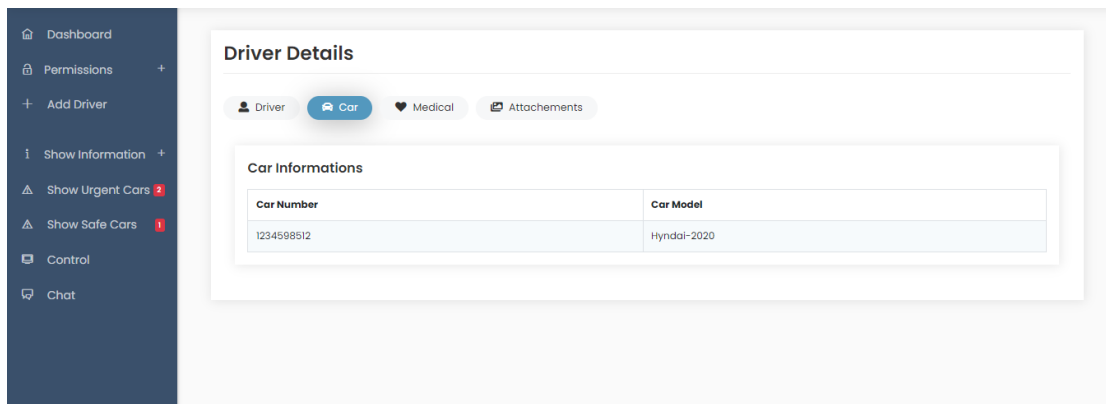 Dashboard
Permissions +
+ Add Driver
Show Information +
Show Urgent Cars 2
Show Safe Cars 1
Control
Chat
Driver Details
Driver Car Medical Attachements
Car Informations
Car Number Car Model
1234598512 Hyndai-2020